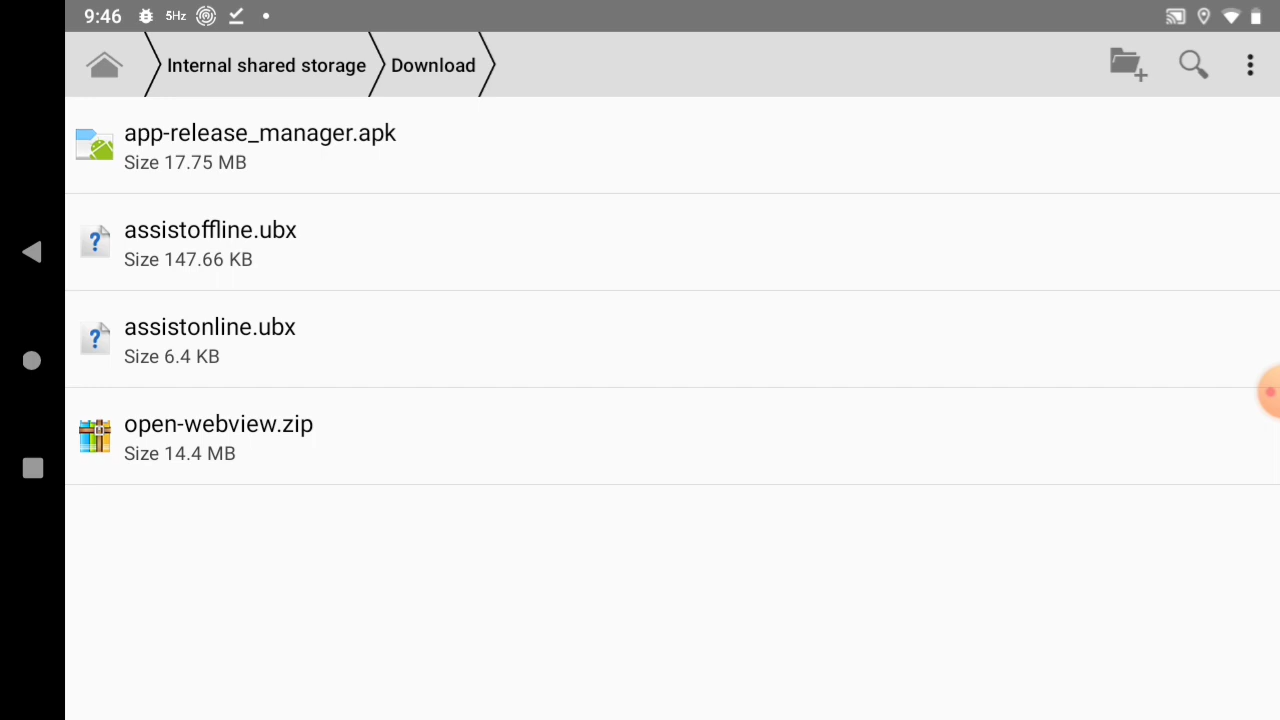 9:46 5Hz
Internal shared storage Download
app-release_manager.apk
Size 17.75 MB
assistoffline.ubx
Size 147.66 KB
assistonline.ubx
Size 6.4 KB
open-webview.zip
Size 14.4 MB